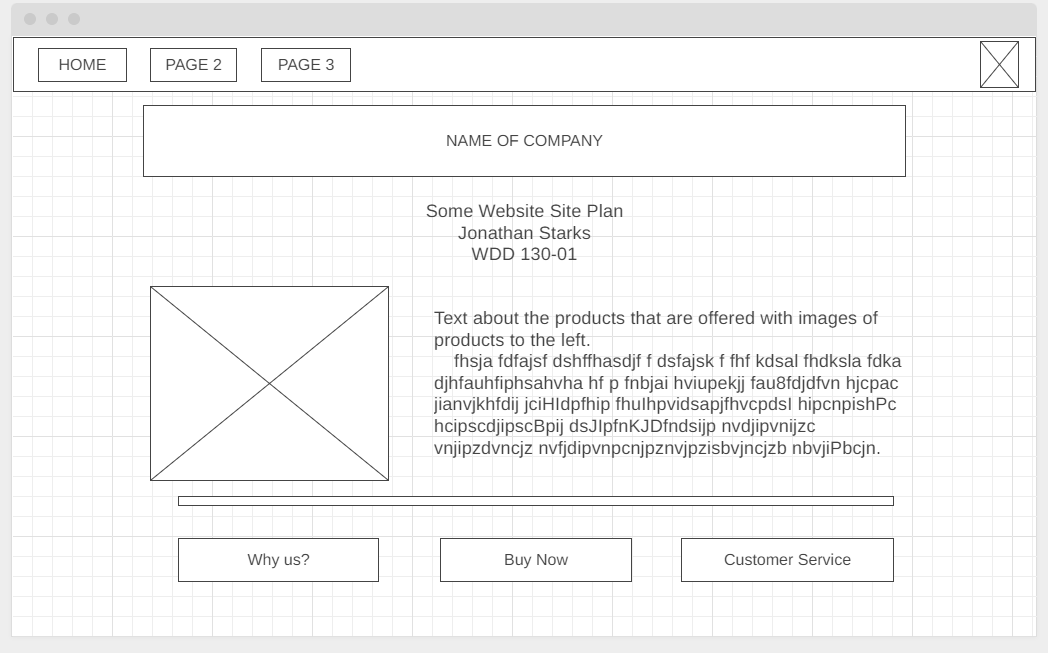 HOME PAGE 2 PAGE 3
NAME OF COMPANY
Some Website Site Plan
Jonathan Starks
WDD 130-01
Text about the products that are offered with images of
products to the left.
fhsja fdfajsf dshffhasdjf f dsfajsk f fhf kdsal fhdksla fdka
djhfauhfiphsahvha hf p fnbjai hviupekjj fau8fdjdfvn hjcpac
jianvjkhfdij jciHIdpfhip fhuIhpvidsapjfhvcpdsI hipcnpishPc
hcipscdjipscBpij dsJIpfnKJDfndsijp nvdjipvnijzc
vnjipzdvncjz nvfjdipvnpcnjpznvjpzisbvjncjzb nbvjiPbcjn.
Why us? Buy Now Customer Service